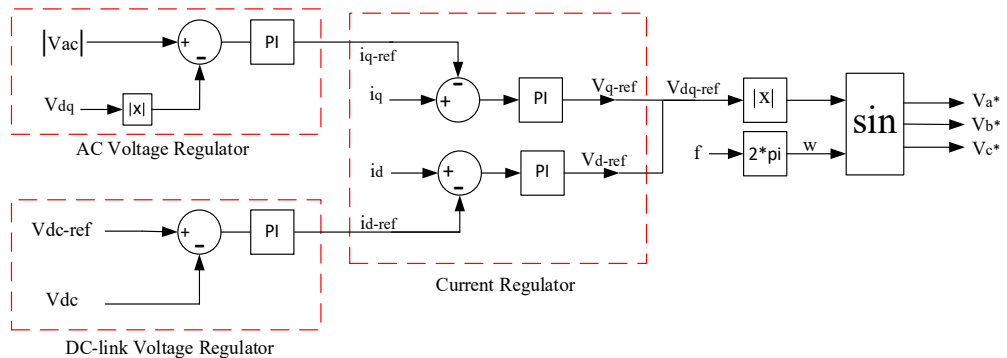 |Vac|
+
-
PI
iq-ref
Vdq
|x|
AC Voltage Regulator
-
iq
+
PI
Vq-ref
Vdq-ref
|x|
sin
Va*
Vb*
Vc*
f
2*pi
w
id
+
-
PI
Vd-ref
Vdc-ref
+
-
PI
id-ref
Vdc
Current Regulator
DC-link Voltage Regulator